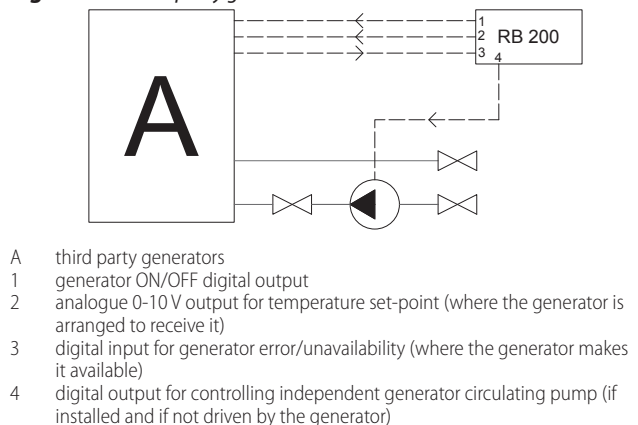 1
2 RB 200
3
4
A
A third party generators
1 generator ON/OFF digital output
2 analogue 0-10 V output for temperature set-point (where the generator is
arranged to receive it)
3 digital input for generator error/unavailability (where the generator makes
it available)
4 digital output for controlling independent generator circulating pump (if
installed and if not driven by the generator)